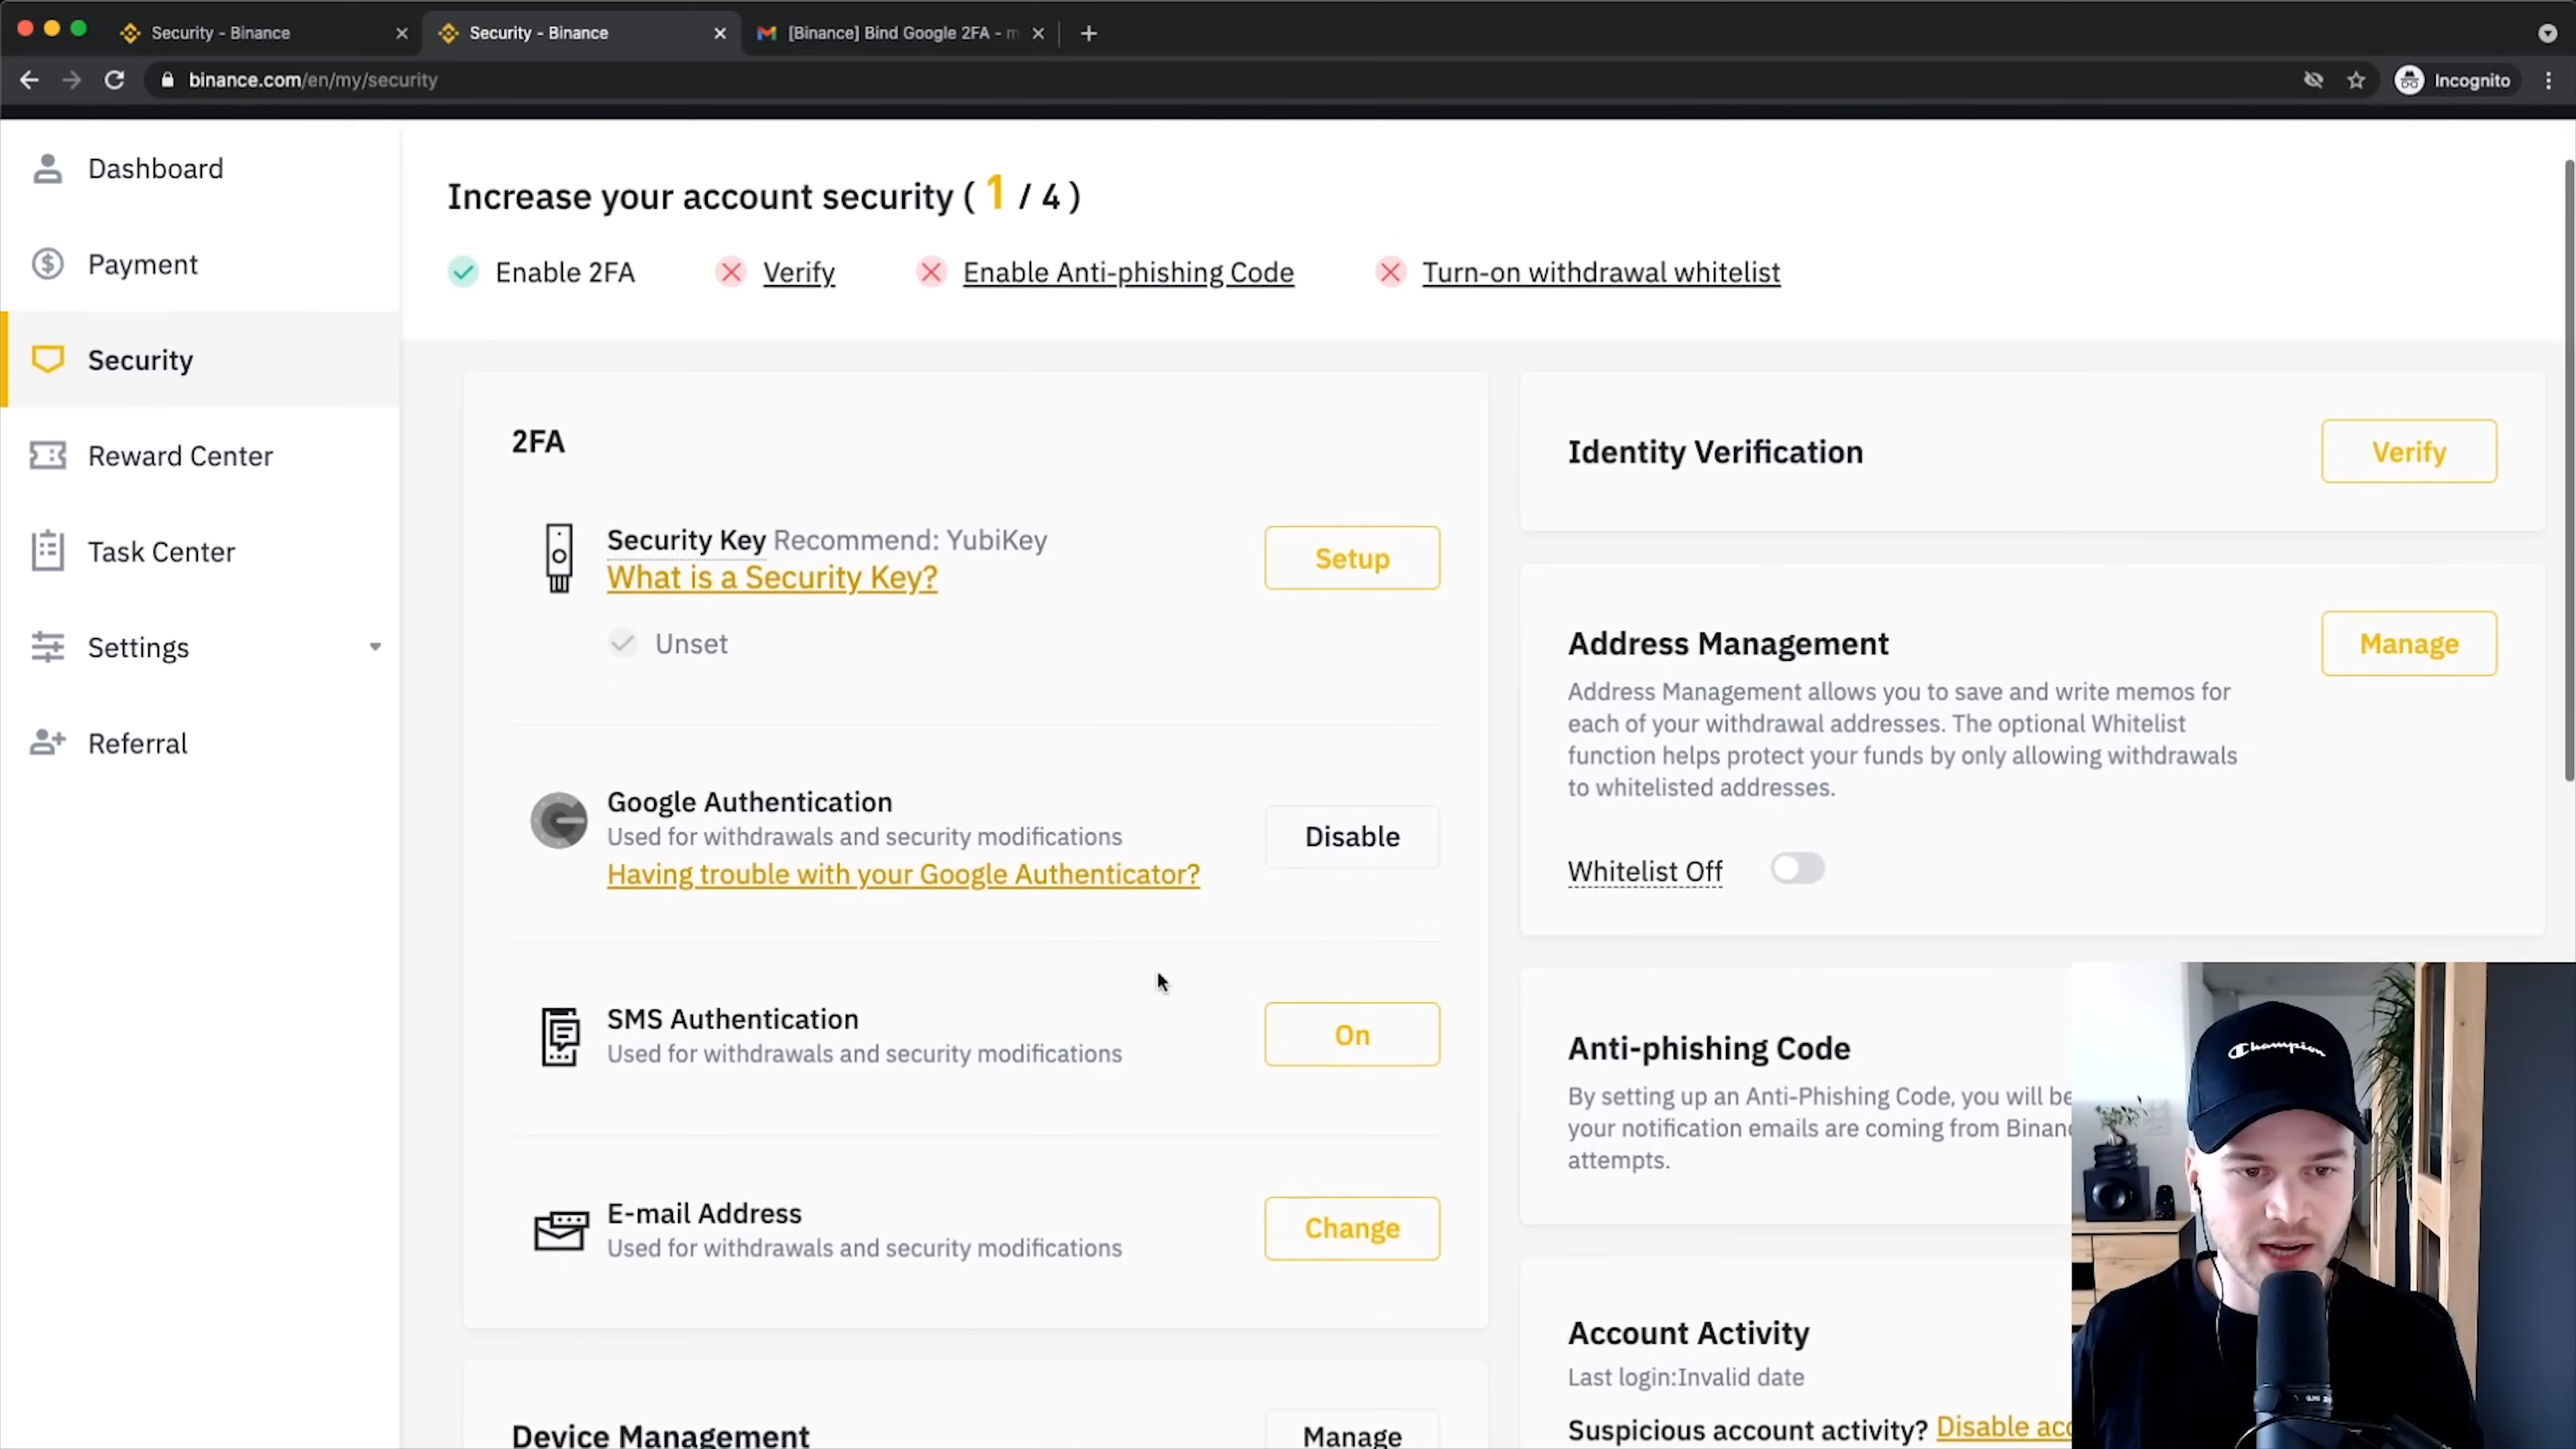 Security - Binance
Security - Binance
[Binance] Bind Google 2FA - m
binance.com/en/my/security
Incognito
Dashboard
Payment
Security
Reward Center
Task Center
Settings
Referral
Increase your account security ( 1 / 4 )
Enable 2FA
Verify
Enable Anti-phishing Code
Turn-on withdrawal whitelist
2FA
Security Key Recommend: YubiKey
What is a Security Key?
Setup
Unset
Google Authentication
Used for withdrawals and security modifications
Having trouble with your Google Authenticator?
Disable
SMS Authentication
Used for withdrawals and security modifications
On
E-mail Address
Used for withdrawals and security modifications
Change
Device Management
Manage
Identity Verification
Verify
Address Management
Manage
Address Management allows you to save and write memos for
each of your withdrawal addresses. The optional Whitelist
function helps protect your funds by only allowing withdrawals
to whitelisted addresses.
Whitelist Off
Anti-phishing Code
By setting up an Anti-Phishing Code, you will be
your notification emails are coming from Binan
attempts.
Account Activity
Last login:Invalid date
Suspicious account activity? Disable acc
Champion